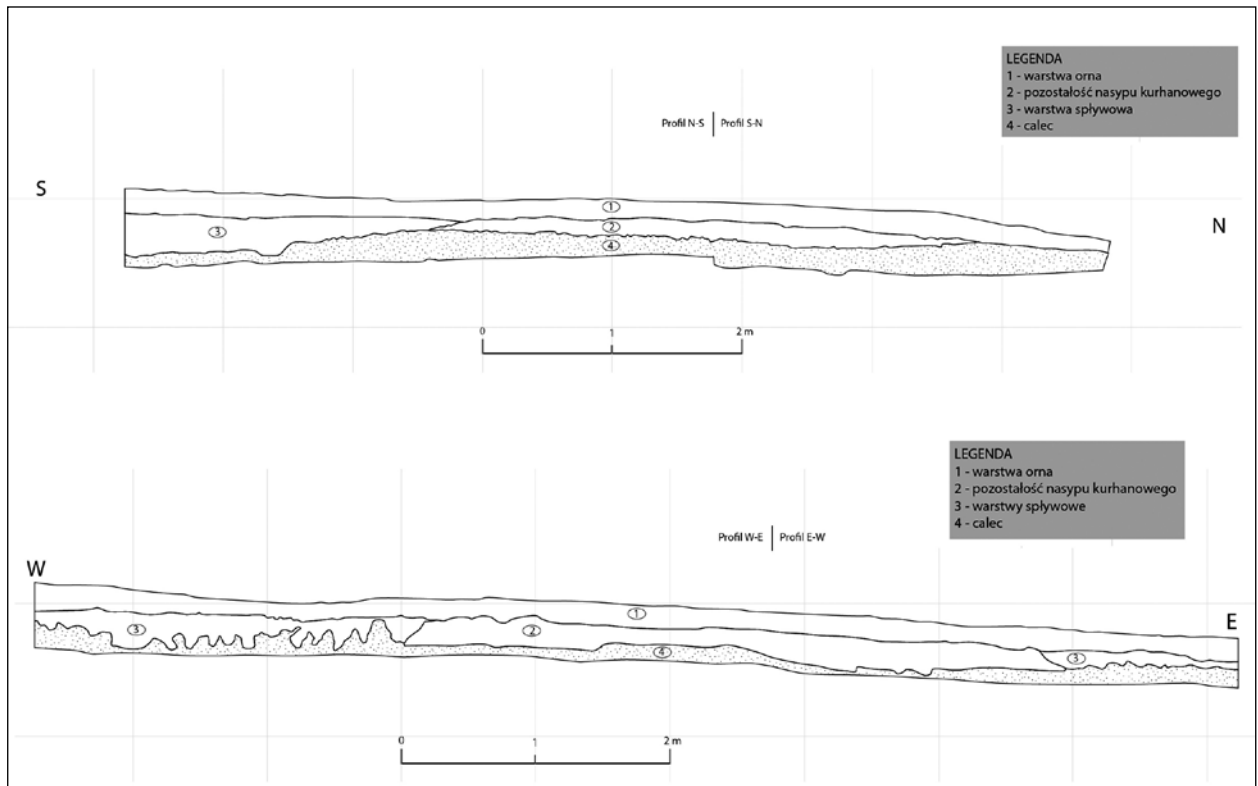 LEGENDA
1 - warstwa orna
2 - pozostałość nasypu kurhanowego
3 - warstwa spływowa
4 - calec
Profil N-S | Profil S-N
S
N
1
2
3
4
0 1 2 m
LEGENDA
1 - warstwa orna
2 - pozostałość nasypu kurhanowego
3 - warstwy spływowe
4 - calec
Profil W-E | Profil E-W
W
E
1
3
2
4
3
0 1 2 m